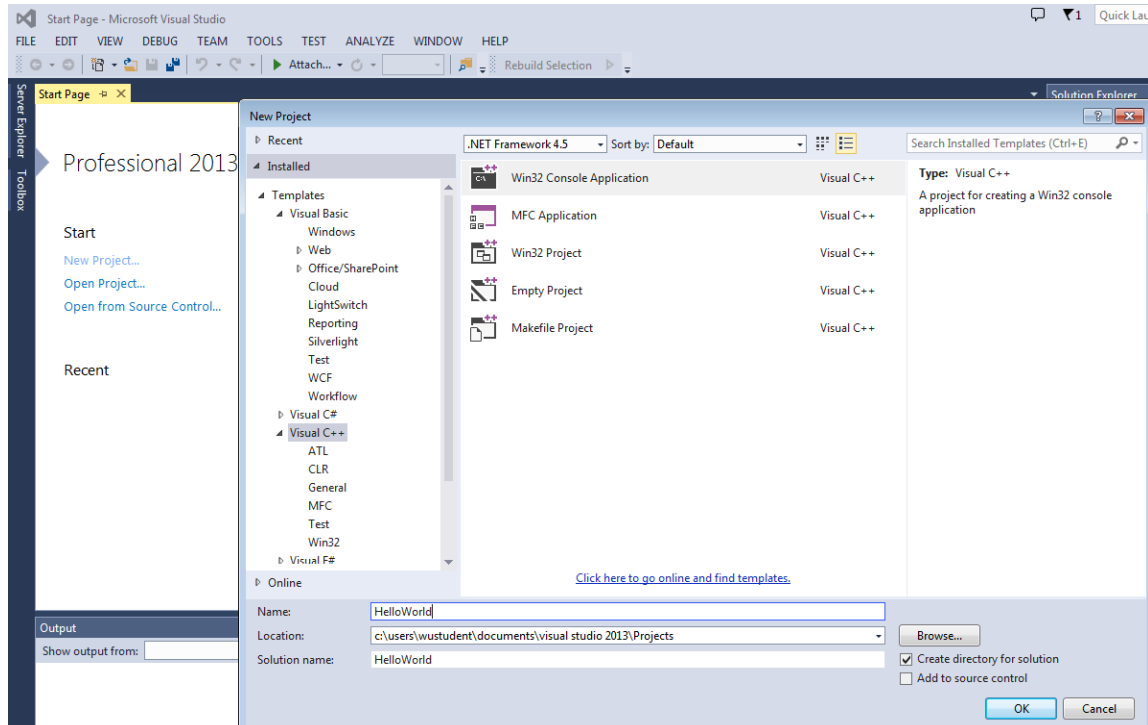 Start Page - Microsoft Visual Studio
1 Quick Lau
FILE EDIT VIEW DEBUG TEAM TOOLS TEST ANALYZE WINDOW HELP
Attach... Rebuild Selection
Server Explorer
Toolbox
Start Page
Solution Explorer
Professional 2013
Start
New Project...
Open Project...
Open from Source Control...
Recent
Output
Show output from:
New Project
Recent
Installed
Templates
Visual Basic
Windows
Web
Office/SharePoint
Cloud
LightSwitch
Reporting
Silverlight
Test
WCF
Workflow
Visual C#
Visual C++
ATL
CLR
General
MFC
Test
Win32
Visual F#
Online
.NET Framework 4.5 Sort by: Default
Win32 Console Application Visual C++
MFC Application Visual C++
Win32 Project Visual C++
Empty Project Visual C++
Makefile Project Visual C++
Click here to go online and find templates.
Search Installed Templates (Ctrl+E)
Type: Visual C++
A project for creating a Win32 console
application
Name: HelloWorld
Location: c:\users\wustudent\documents\visual studio 2013\Projects
Browse...
Solution name: HelloWorld
Create directory for solution
Add to source control
OK Cancel